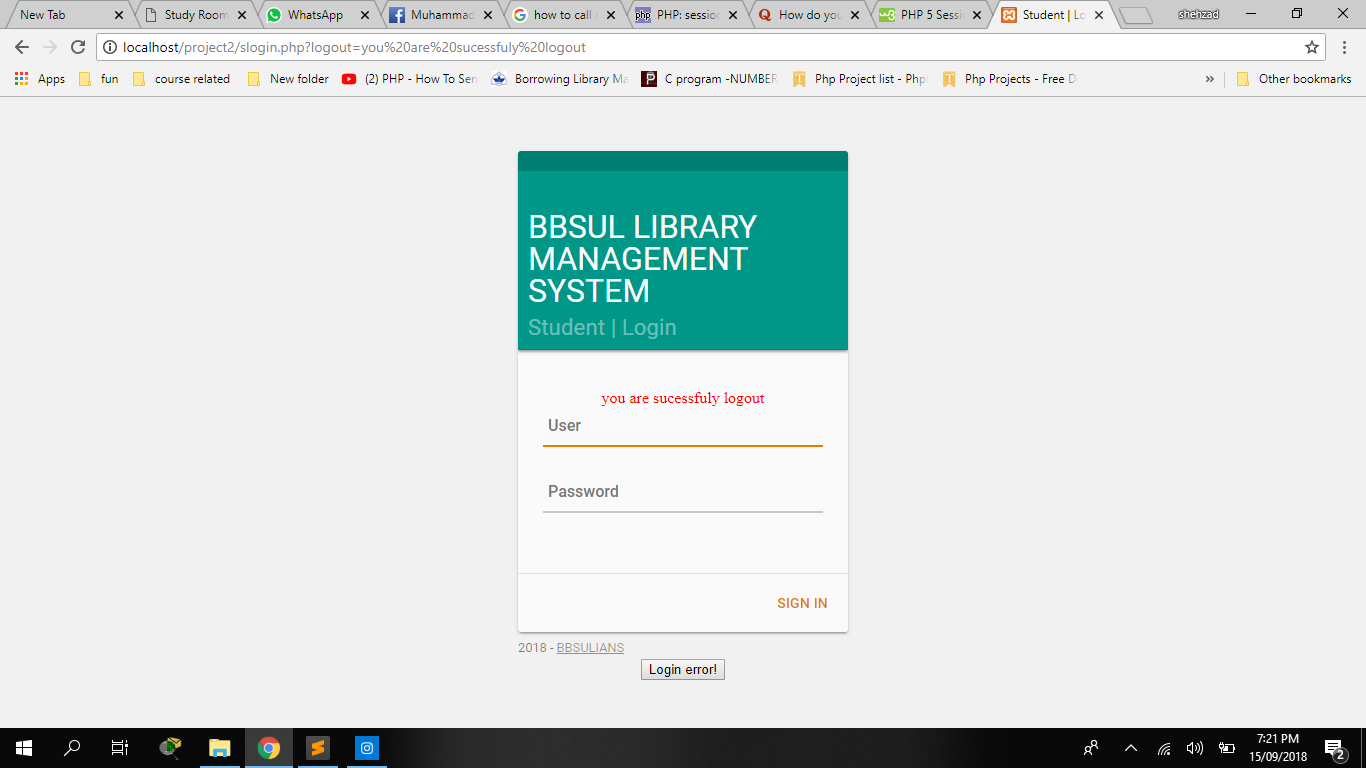 New Tab
Study Room
WhatsApp
Muhammad
how to call
PHP: session
How do you
PHP 5 Sessi
Student | Lo
shehzad
localhost/project2/slogin.php?logout=you%20are%20sucessfuly%20logout
Apps
fun
course related
New folder
(2) PHP - How To Sen
Borrowing Library Ma
C program -NUMBER
Php Project list - Php
Php Projects - Free D
»
Other bookmarks
BBSUL LIBRARY
MANAGEMENT
SYSTEM
Student | Login
you are sucessfuly logout
User
Password
SIGN IN
2018 - BBSULIANS
Login error!
7:21 PM
15/09/2018
2